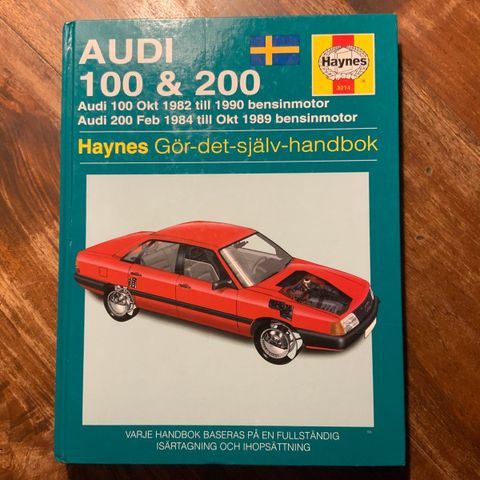 AUDI
100 & 200
Haynes
3214
Audi 100 Okt 1982 till 1990 bensinmotor
Audi 200 Feb 1984 till Okt 1989 bensinmotor
Haynes Gör-det-själv-handbok
VARJE HANDBOK BASERAS PÅ EN FULLSTÄNDIG
ISÄRTAGNING OCH IHOPSÄTTNING